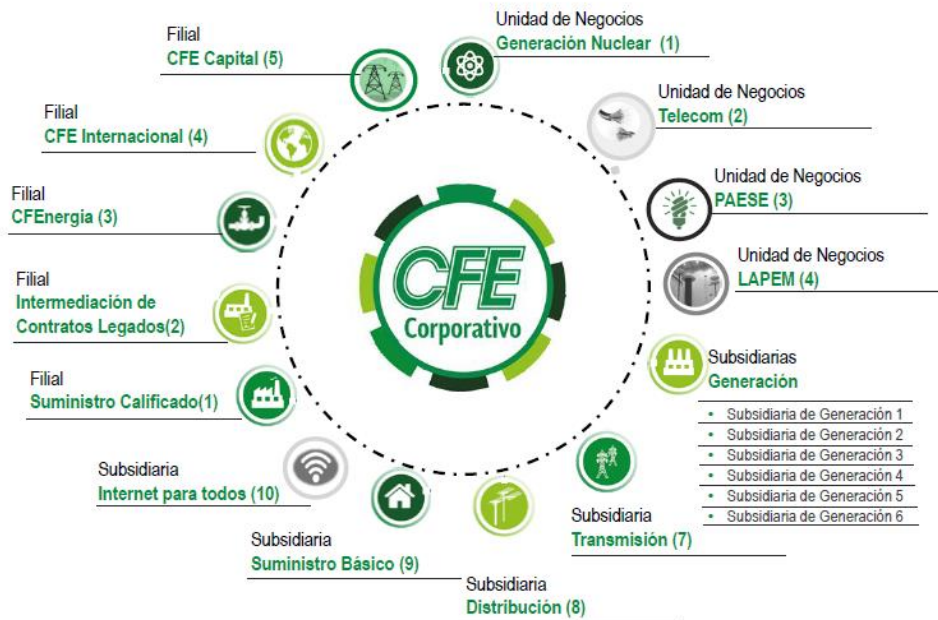 Unidad de Negocios
Generación Nuclear (1)
Unidad de Negocios
Telecom (2)
Unidad de Negocios
PAESE (3)
Unidad de Negocios
LAPEM (4)
Subsidiarias
Generación
• Subsidiaria de Generación 1
• Subsidiaria de Generación 2
• Subsidiaria de Generación 3
• Subsidiaria de Generación 4
• Subsidiaria de Generación 5
• Subsidiaria de Generación 6
Subsidiaria
Transmisión (7)
Subsidiaria
Distribución (8)
Subsidiaria
Suministro Básico (9)
Subsidiaria
Internet para todos (10)
Filial
Suministro Calificado(1)
Filial
Intermediación de
Contratos Legados(2)
Filial
CFEnergía (3)
Filial
CFE Internacional (4)
Filial
CFE Capital (5)
CFE
Corporativo